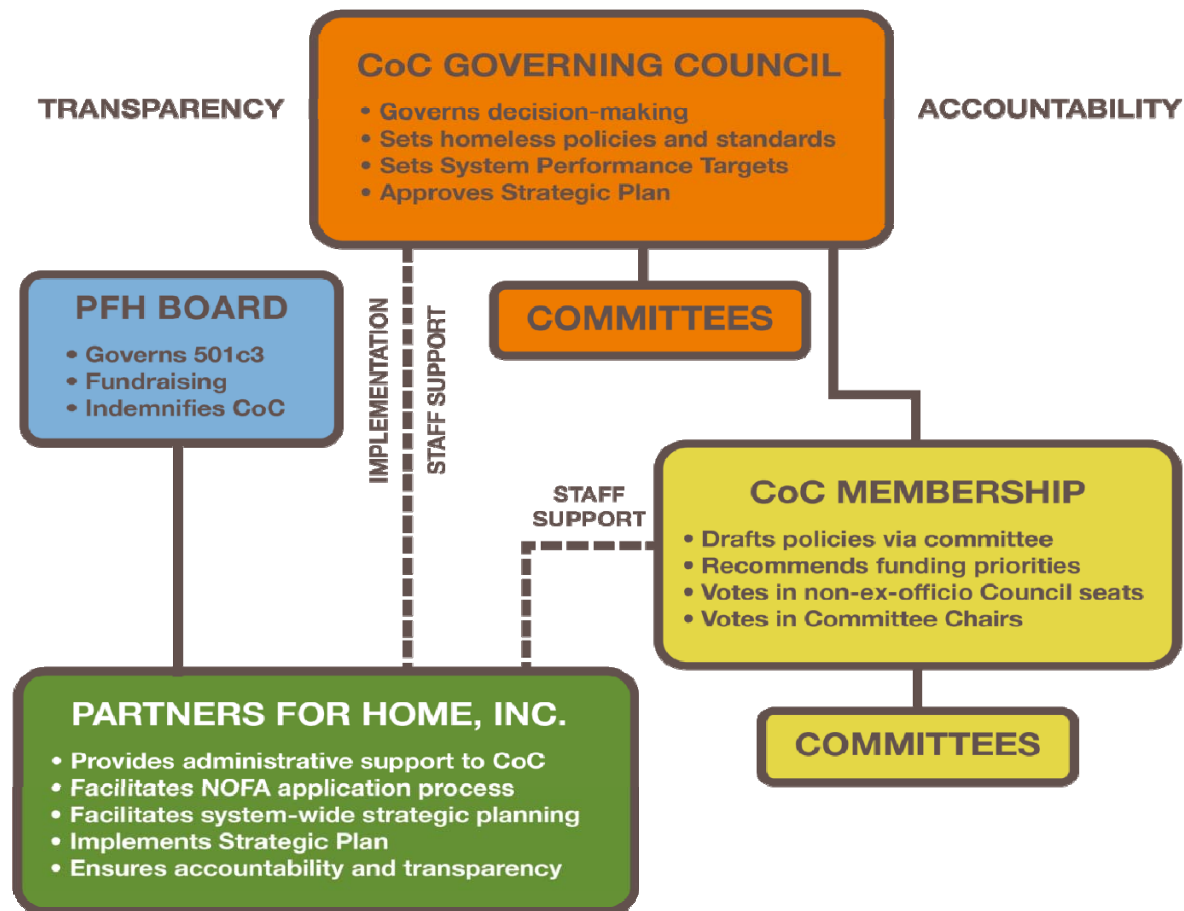 CoC GOVERNING COUNCIL
• Governs decision-making
• Sets homeless policies and standards
• Sets System Performance Targets
• Approves Strategic Plan
TRANSPARENCY
ACCOUNTABILITY
COMMITTEES
PFH BOARD
• Governs 501c3
• Fundraising
• Indemnifies CoC
IMPLEMENTATION
STAFF SUPPORT
STAFF
SUPPORT
CoC MEMBERSHIP
• Drafts policies via committee
• Recommends funding priorities
• Votes in non-ex-officio Council seats
• Votes in Committee Chairs
COMMITTEES
PARTNERS FOR HOME, INC.
• Provides administrative support to CoC
• Facilitates NOFA application process
• Facilitates system-wide strategic planning
• Implements Strategic Plan
• Ensures accountability and transparency